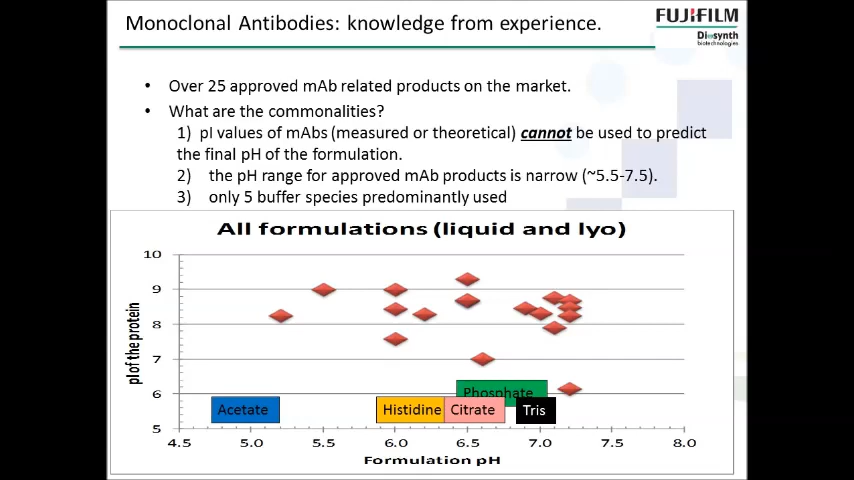 Monoclonal Antibodies: knowledge from experience.
FUJIFILM
Diosynth
biotechnologies
• Over 25 approved mAb related products on the market.
• What are the commonalities?
1) pI values of mAbs (measured or theoretical) cannot be used to predict
the final pH of the formulation.
2) the pH range for approved mAb products is narrow (~5.5-7.5).
3) only 5 buffer species predominantly used
All formulations (liquid and lyo)
pI of the protein
10
9
8
7
6
5
Phosphate
Acetate
Histidine
Citrate
Tris
4.5 5.0 5.5 6.0 6.5 7.0 7.5 8.0
Formulation pH